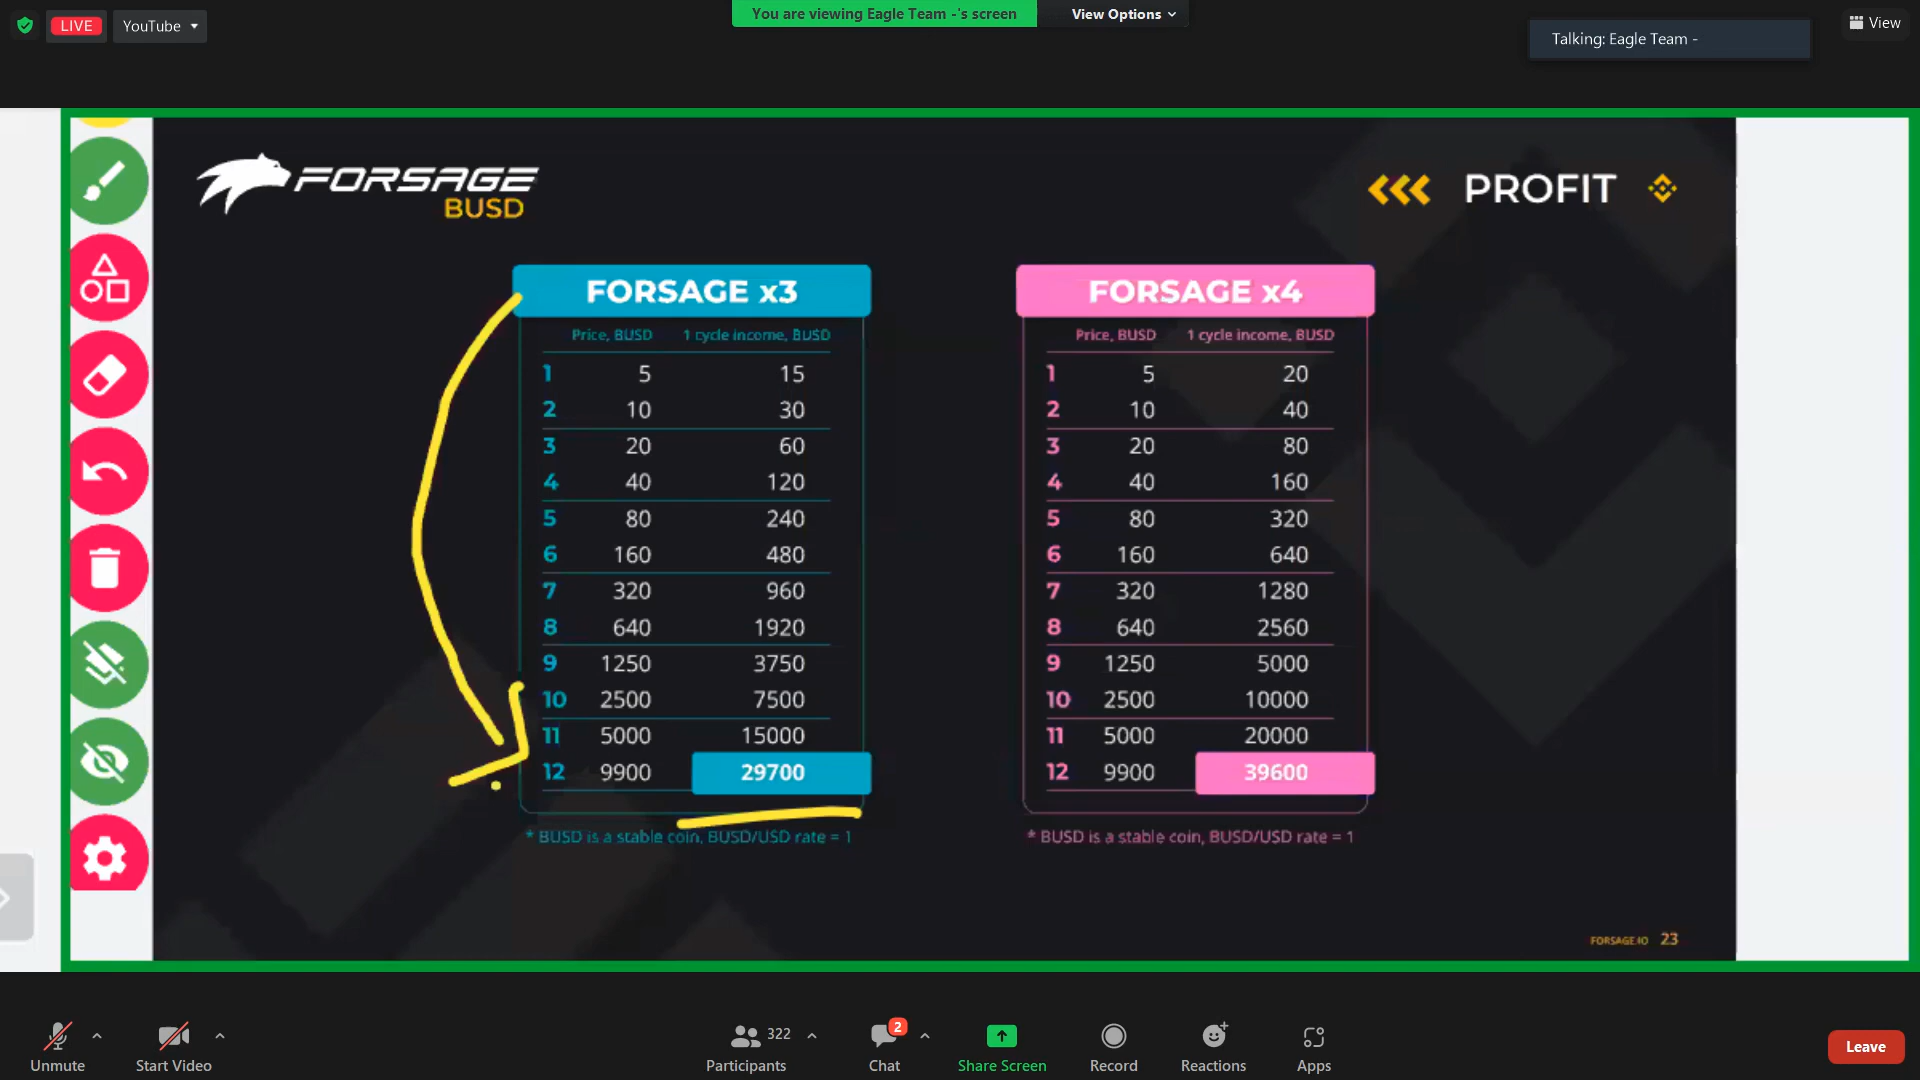 LIVE
YouTube
You are viewing Eagle Team -'s screen
View Options
Talking: Eagle Team -
View
FORSAGE
BUSD
PROFIT
FORSAGE x3
Price, BUSD 1 cycle income, BUSD
1 5 15
2 10 30
3 20 60
4 40 120
5 80 240
6 160 480
7 320 960
8 640 1920
9 1250 3750
10 2500 7500
11 5000 15000
12 9900 29700
* BUSD is a stable coin, BUSD/USD rate = 1
FORSAGE x4
Price, BUSD 1 cycle income, BUSD
1 5 20
2 10 40
3 20 80
4 40 160
5 80 320
6 160 640
7 320 1280
8 640 2560
9 1250 5000
10 2500 10000
11 5000 20000
12 9900 39600
* BUSD is a stable coin, BUSD/USD rate = 1
FORSAGE.IO 23
Unmute
Start Video
322
Participants
2
Chat
Share Screen
Record
Reactions
Apps
Leave